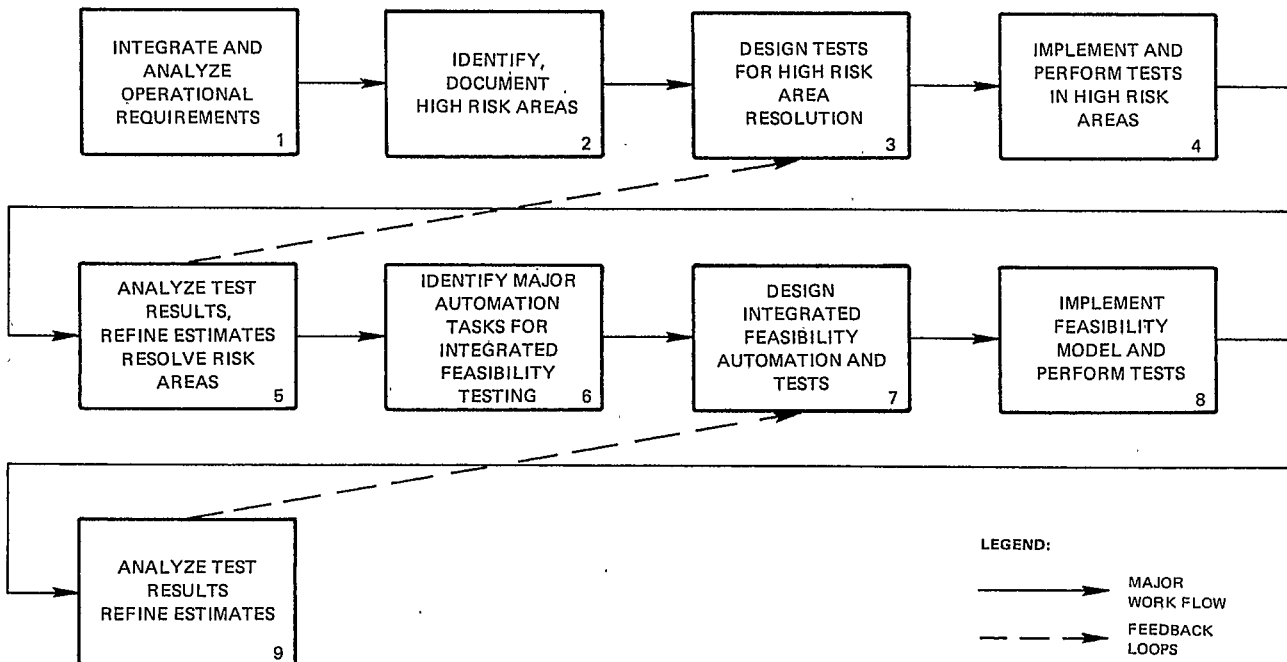 INTEGRATE AND
ANALYZE
OPERATIONAL
REQUIREMENTS
1
IDENTIFY,
DOCUMENT
HIGH RISK AREAS
2
DESIGN TESTS
FOR HIGH RISK
AREA
RESOLUTION
3
IMPLEMENT AND
PERFORM TESTS
IN HIGH RISK
AREAS
4
ANALYZE TEST
RESULTS,
REFINE ESTIMATES
RESOLVE RISK
AREAS
5
IDENTIFY MAJOR
AUTOMATION
TASKS FOR
INTEGRATED
FEASIBILITY
TESTING
6
DESIGN
INTEGRATED
FEASIBILITY
AUTOMATION AND
TESTS
7
IMPLEMENT
FEASIBILITY
MODEL AND
PERFORM TESTS
8
ANALYZE TEST
RESULTS
REFINE ESTIMATES
9
LEGEND:
MAJOR
WORK FLOW
FEEDBACK
LOOPS